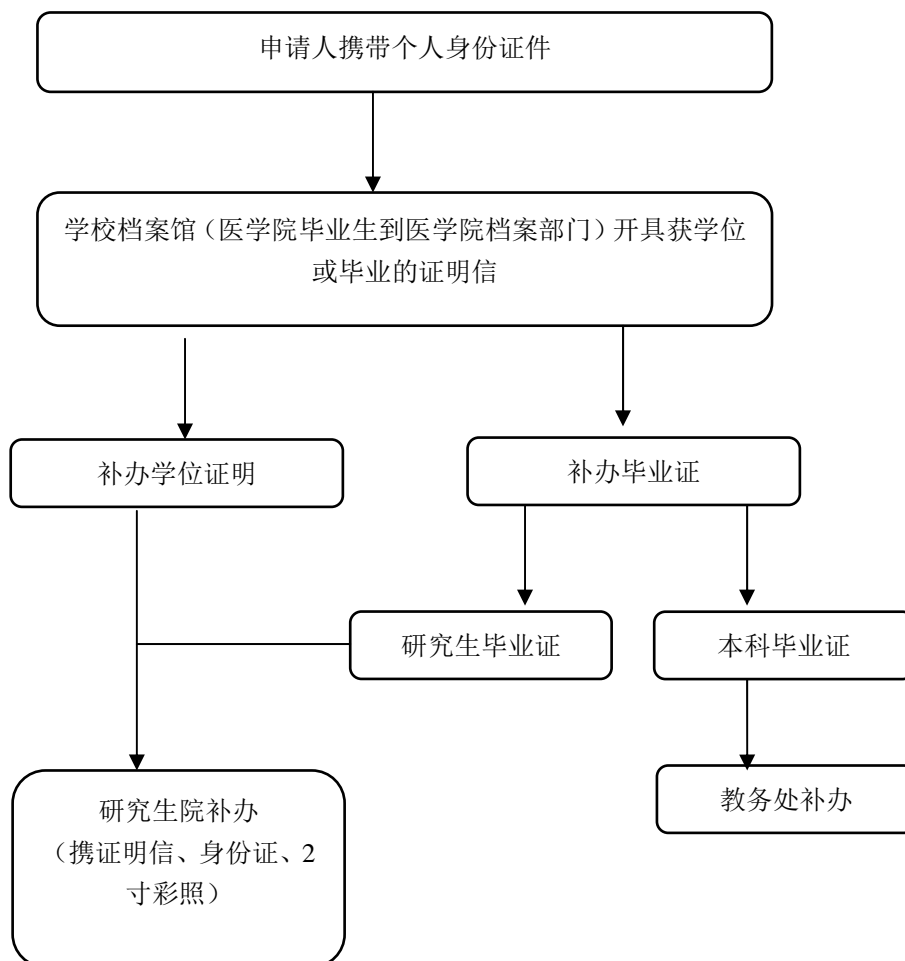 申请人携带个人身份证件
学校档案馆（医学院毕业生到医学院档案部门）开具获学位
或毕业的证明信
补办学位证明
补办毕业证
研究生毕业证
本科毕业证
研究生院补办
（携证明信、身份证、2
寸彩照）
教务处补办